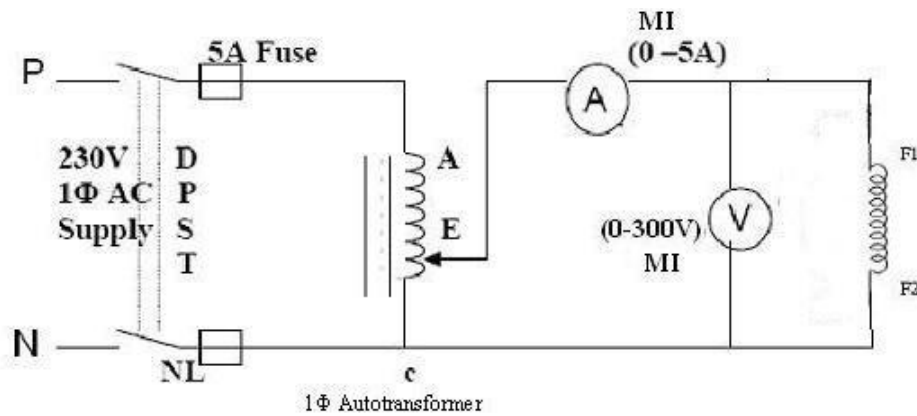 MI
(0 –5A)
5A Fuse
P
A
230V
1Φ AC
Supply
D
P
S
T
A
E
F1
(0-300V)
MI
V
F2
N
NL
c
1Φ Autotransformer